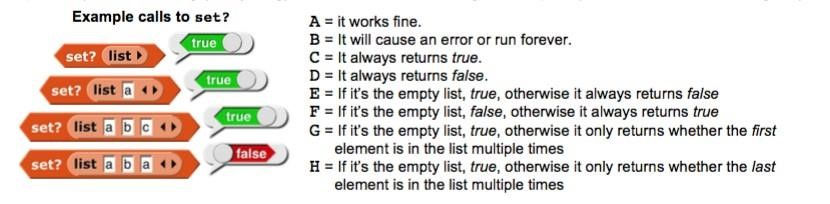 Example calls to set?
set? list
true
set? list a
true
set? list a b c
true
set? list a b a
false
A = it works fine.
B = It will cause an error or run forever.
C = It always returns true.
D = It always returns false.
E = If it's the empty list, true, otherwise it always returns false
F = If it's the empty list, false, otherwise it always returns true
G = If it's the empty list, true, otherwise it only returns whether the first
element is in the list multiple times
H = If it's the empty list, true, otherwise it only returns whether the last
element is in the list multiple times